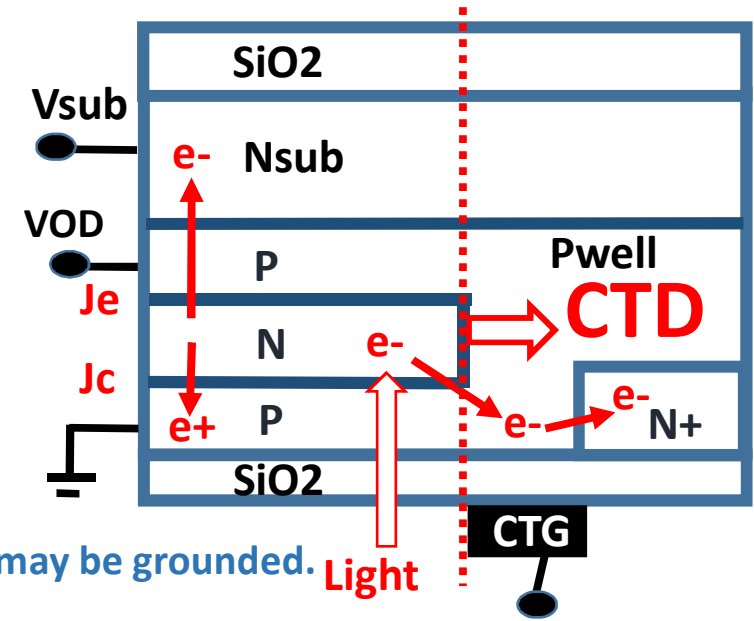 SiO2
Vsub
e- Nsub
VOD
P
Pwell
Je
CTD
N
e-
Jc
e-
e+
P
e-
N+
SiO2
CTG
may be grounded.
Light